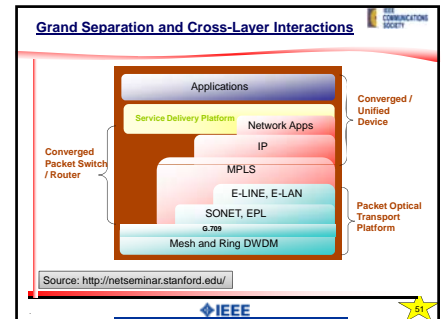 Grand Separation and Cross-Layer Interactions
IEEE
COMMUNICATIONS
SOCIETY
Applications
Service Delivery Platform
Network Apps
IP
MPLS
E-LINE, E-LAN
SONET, EPL
G.709
Mesh and Ring DWDM
Converged
Packet Switch
/ Router
Converged /
Unified
Device
Packet Optical
Transport
Platform
Source: http://netseminar.stanford.edu/
IEEE
51